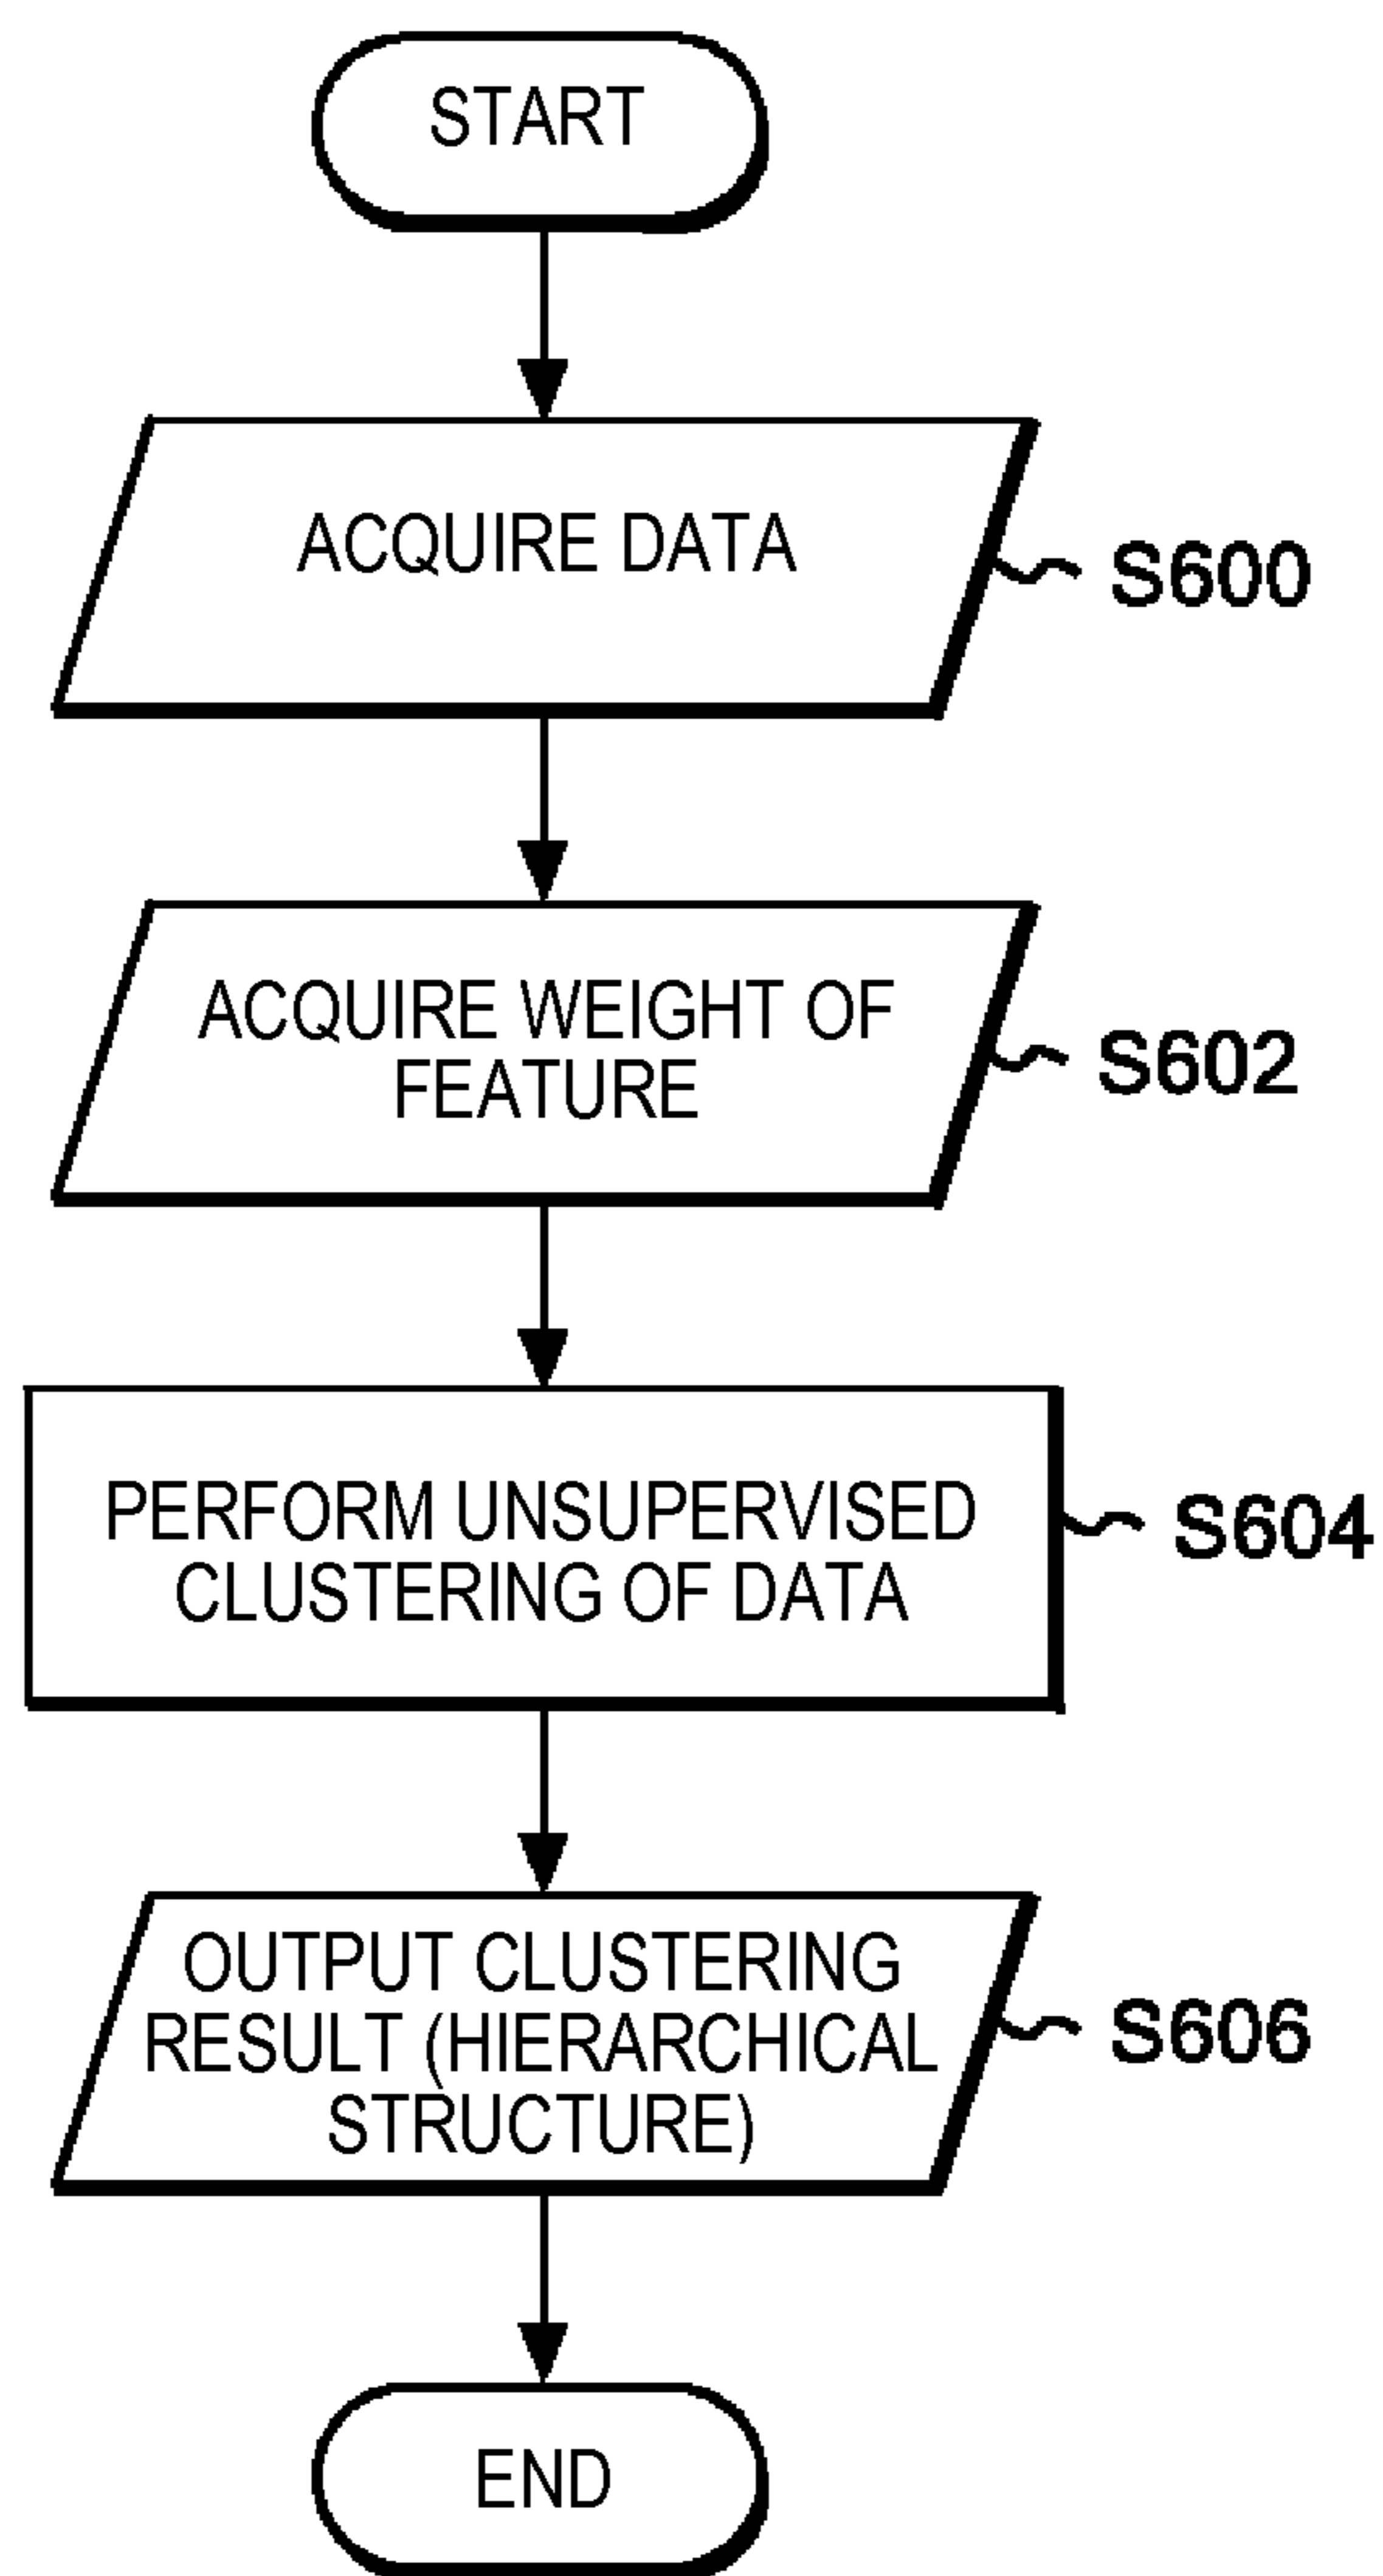 START
ACQUIRE DATA
S600
ACQUIRE WEIGHT OF
FEATURE
S602
PERFORM UNSUPERVISED
CLUSTERING OF DATA
S604
OUTPUT CLUSTERING
RESULT (HIERARCHICAL
STRUCTURE)
S606
END